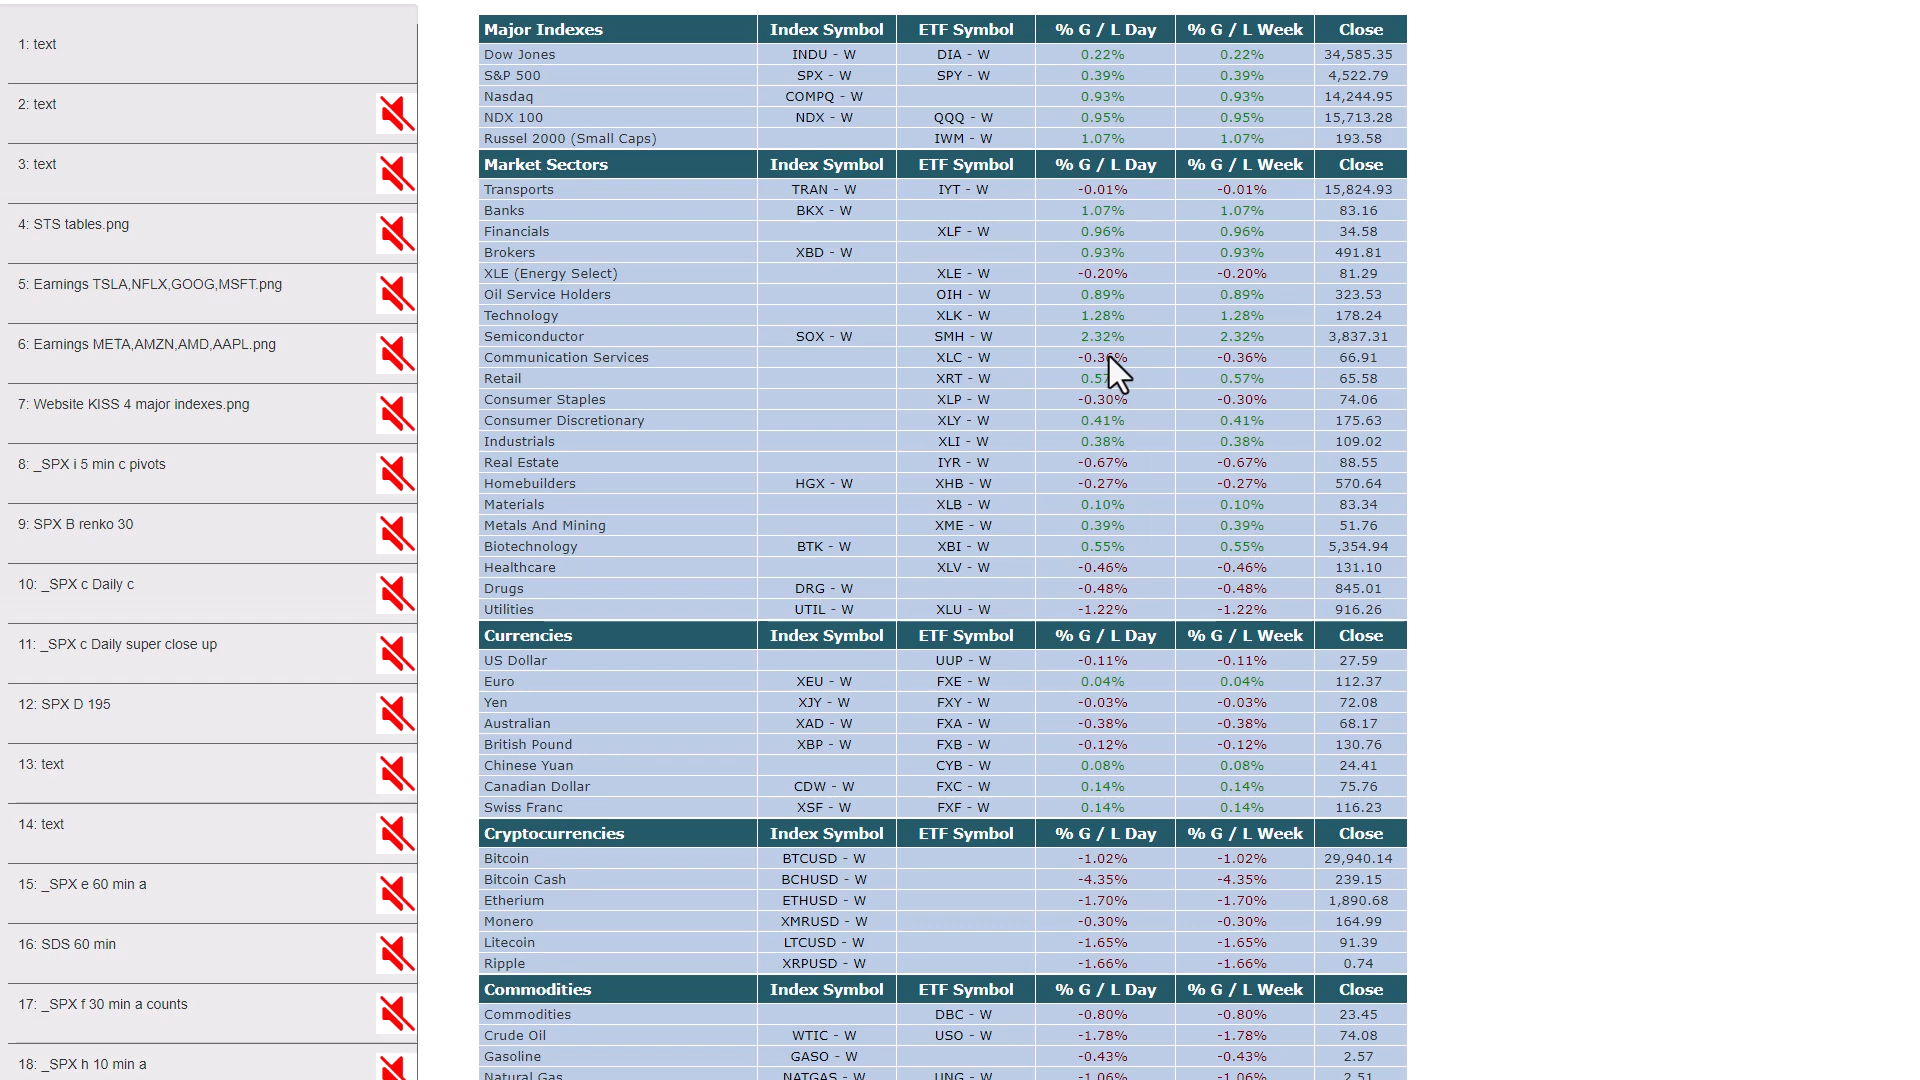 1: text
2: text
3: text
4: STS tables.png
5: Earnings TSLA,NFLX,GOOG,MSFT.png
6: Earnings META,AMZN,AMD,AAPL.png
7: Website KISS 4 major indexes.png
8: _SPX i 5 min c pivots
9: SPX B renko 30
10: _SPX c Daily c
11: _SPX c Daily super close up
12: SPX D 195
13: text
14: text
15: _SPX e 60 min a
16: SDS 60 min
17: _SPX f 30 min a counts
18: _SPX h 10 min a
Major Indexes Index Symbol ETF Symbol % G / L Day % G / L Week Close
Dow Jones INDU - W DIA - W 0.22% 0.22% 34,585.35
S&P 500 SPX - W SPY - W 0.39% 0.39% 4,522.79
Nasdaq COMPQ - W 0.93% 0.93% 14,244.95
NDX 100 NDX - W QQQ - W 0.95% 0.95% 15,713.28
Russel 2000 (Small Caps) IWM - W 1.07% 1.07% 193.58
Market Sectors Index Symbol ETF Symbol % G / L Day % G / L Week Close
Transports TRAN - W IYT - W -0.01% -0.01% 15,824.93
Banks BKX - W 1.07% 1.07% 83.16
Financials XLF - W 0.96% 0.96% 34.58
Brokers XBD - W 0.93% 0.93% 491.81
XLE (Energy Select) XLE - W -0.20% -0.20% 81.29
Oil Service Holders OIH - W 0.89% 0.89% 323.53
Technology XLK - W 1.28% 1.28% 178.24
Semiconductor SOX - W SMH - W 2.32% 2.32% 3,837.31
Communication Services XLC - W -0.36% -0.36% 66.91
Retail XRT - W 0.57% 0.57% 65.58
Consumer Staples XLP - W -0.30% -0.30% 74.06
Consumer Discretionary XLY - W 0.41% 0.41% 175.63
Industrials XLI - W 0.38% 0.38% 109.02
Real Estate IYR - W -0.67% -0.67% 88.55
Homebuilders HGX - W XHB - W -0.27% -0.27% 570.64
Materials XLB - W 0.10% 0.10% 83.34
Metals And Mining XME - W 0.39% 0.39% 51.76
Biotechnology BTK - W XBI - W 0.55% 0.55% 5,354.94
Healthcare XLV - W -0.46% -0.46% 131.10
Drugs DRG - W -0.48% -0.48% 845.01
Utilities UTIL - W XLU - W -1.22% -1.22% 916.26
Currencies Index Symbol ETF Symbol % G / L Day % G / L Week Close
US Dollar UUP - W -0.11% -0.11% 27.59
Euro XEU - W FXE - W 0.04% 0.04% 112.37
Yen XJY - W FXY - W -0.03% -0.03% 72.08
Australian XAD - W FXA - W -0.38% -0.38% 68.17
British Pound XBP - W FXB - W -0.12% -0.12% 130.76
Chinese Yuan CYB - W 0.08% 0.08% 24.41
Canadian Dollar CDW - W FXC - W 0.14% 0.14% 75.76
Swiss Franc XSF - W FXF - W 0.14% 0.14% 116.23
Cryptocurrencies Index Symbol ETF Symbol % G / L Day % G / L Week Close
Bitcoin BTCUSD - W -1.02% -1.02% 29,940.14
Bitcoin Cash BCHUSD - W -4.35% -4.35% 239.15
Etherium ETHUSD - W -1.70% -1.70% 1,890.68
Monero XMRUSD - W -0.30% -0.30% 164.99
Litecoin LTCUSD - W -1.65% -1.65% 91.39
Ripple XRPUSD - W -1.66% -1.66% 0.74
Commodities Index Symbol ETF Symbol % G / L Day % G / L Week Close
Commodities DBC - W -0.80% -0.80% 23.45
Crude Oil WTIC - W USO - W -1.78% -1.78% 74.08
Gasoline GASO - W -0.43% -0.43% 2.57
Natural Gas NATGAS - W UNG - W -1.06% -1.06% 2.51